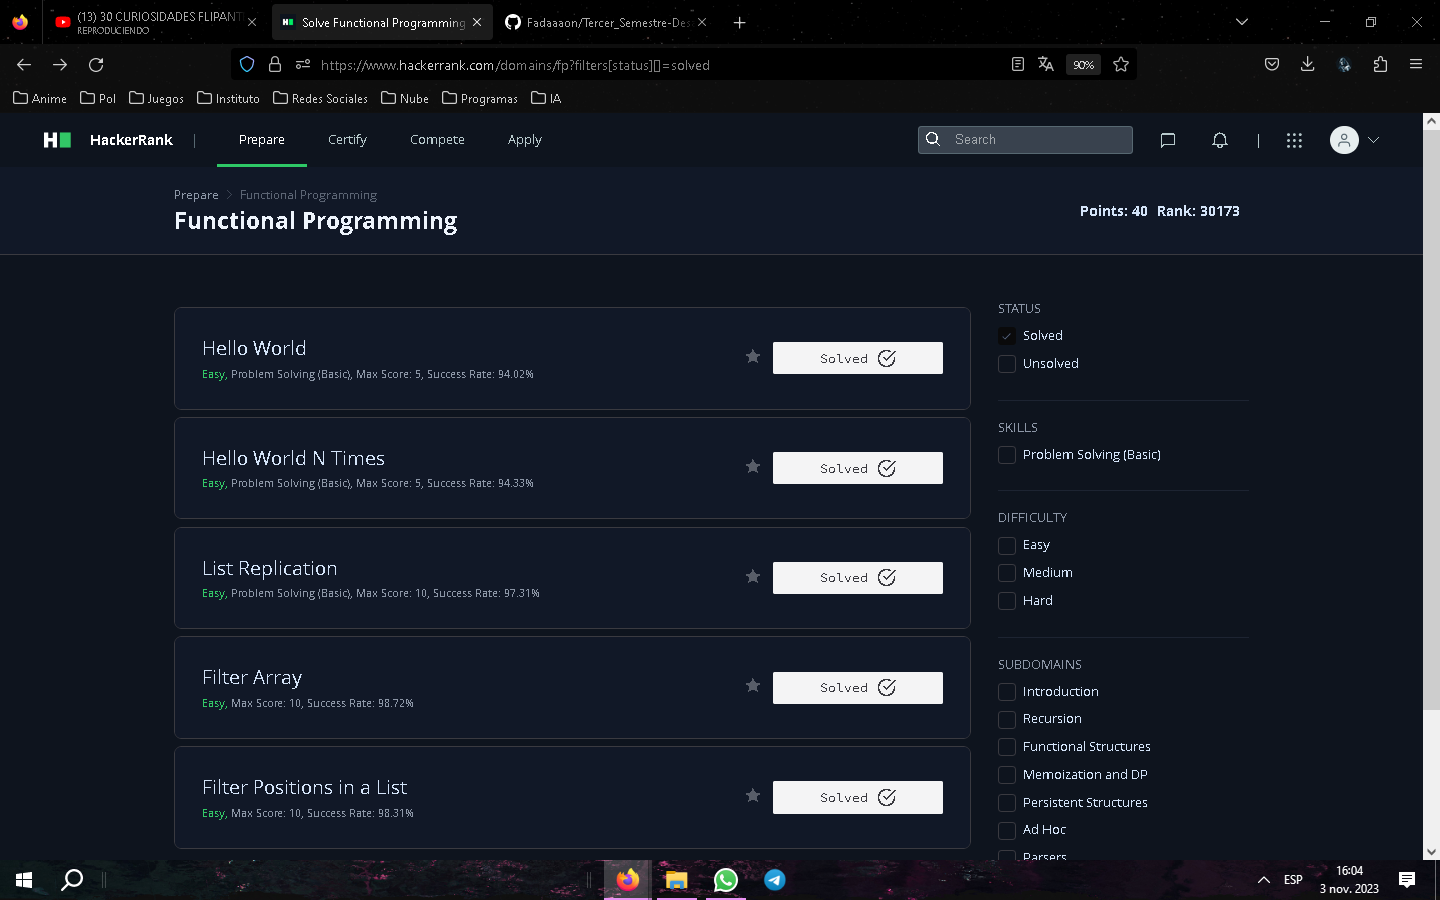 (13) 30 CURIOSIDADES FLIPANT
REPRODUCIENDO
Solve Functional Programming
Fadaaaon/Tercer_Semestre-Des
https://www.hackerrank.com/domains/fp?filters[status][]=solved
90%
Anime
Pol
Juegos
Instituto
Redes Sociales
Nube
Programas
IA
H
HackerRank
|
Prepare
Certify
Compete
Apply
Search
Prepare > Functional Programming
Functional Programming
Points: 40 Rank: 30173
Hello World
Easy, Problem Solving (Basic), Max Score: 5, Success Rate: 94.02%
Solved
Hello World N Times
Easy, Problem Solving (Basic), Max Score: 5, Success Rate: 94.33%
Solved
List Replication
Easy, Problem Solving (Basic), Max Score: 10, Success Rate: 97.31%
Solved
Filter Array
Easy, Max Score: 10, Success Rate: 98.72%
Solved
Filter Positions in a List
Easy, Max Score: 10, Success Rate: 98.31%
Solved
STATUS
Solved
Unsolved
SKILLS
Problem Solving (Basic)
DIFFICULTY
Easy
Medium
Hard
SUBDOMAINS
Introduction
Recursion
Functional Structures
Memoization and DP
Persistent Structures
Ad Hoc
Parsers
ESP
16:04
3 nov. 2023